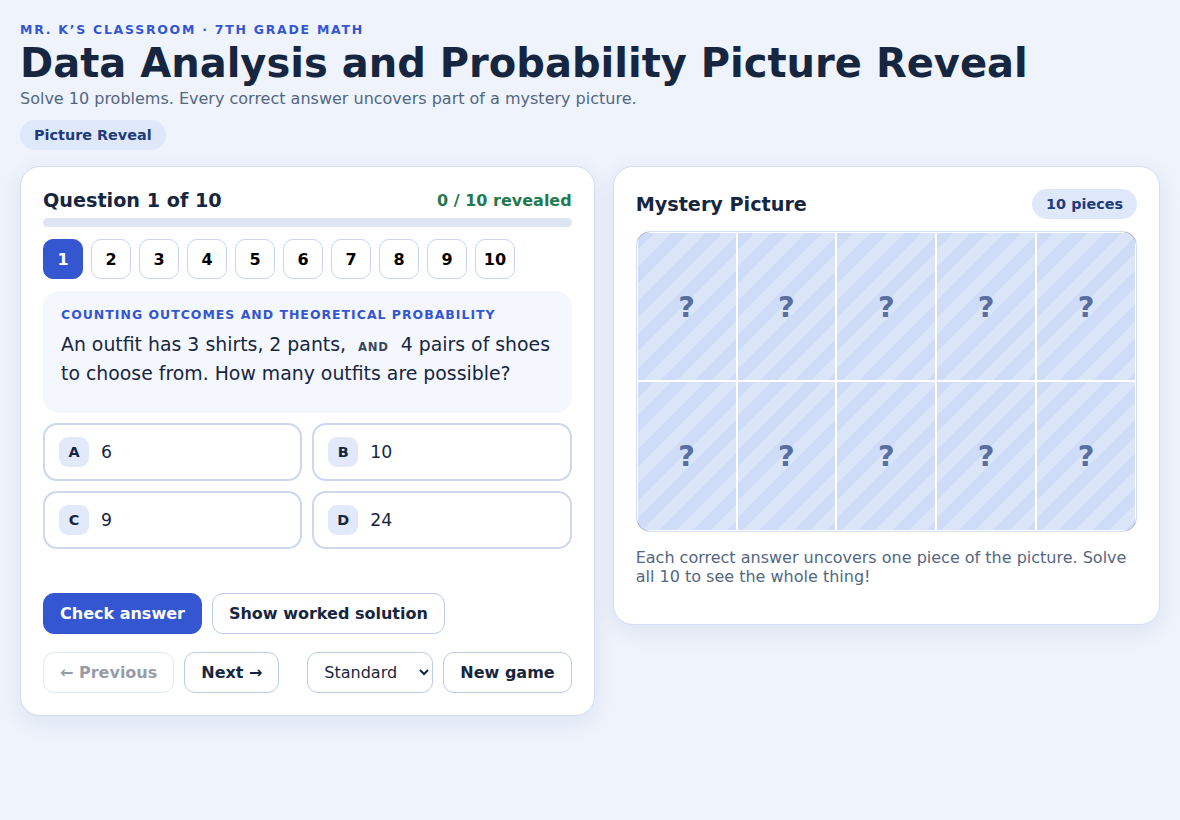 MR. K’S CLASSROOM · 7TH GRADE MATH
Data Analysis and Probability Picture Reveal
Solve 10 problems. Every correct answer uncovers part of a mystery picture.
Picture Reveal
Question 1 of 10
0 / 10 revealed
1 2 3 4 5 6 7 8 9 10
COUNTING OUTCOMES AND THEORETICAL PROBABILITY
An outfit has 3 shirts, 2 pants, AND 4 pairs of shoes
to choose from. How many outfits are possible?
A 6
B 10
C 9
D 24
Check answer
Show worked solution
← Previous
Next →
Standard
New game
Mystery Picture
10 pieces
? ? ? ? ?
? ? ? ? ?
Each correct answer uncovers one piece of the picture. Solve
all 10 to see the whole thing!